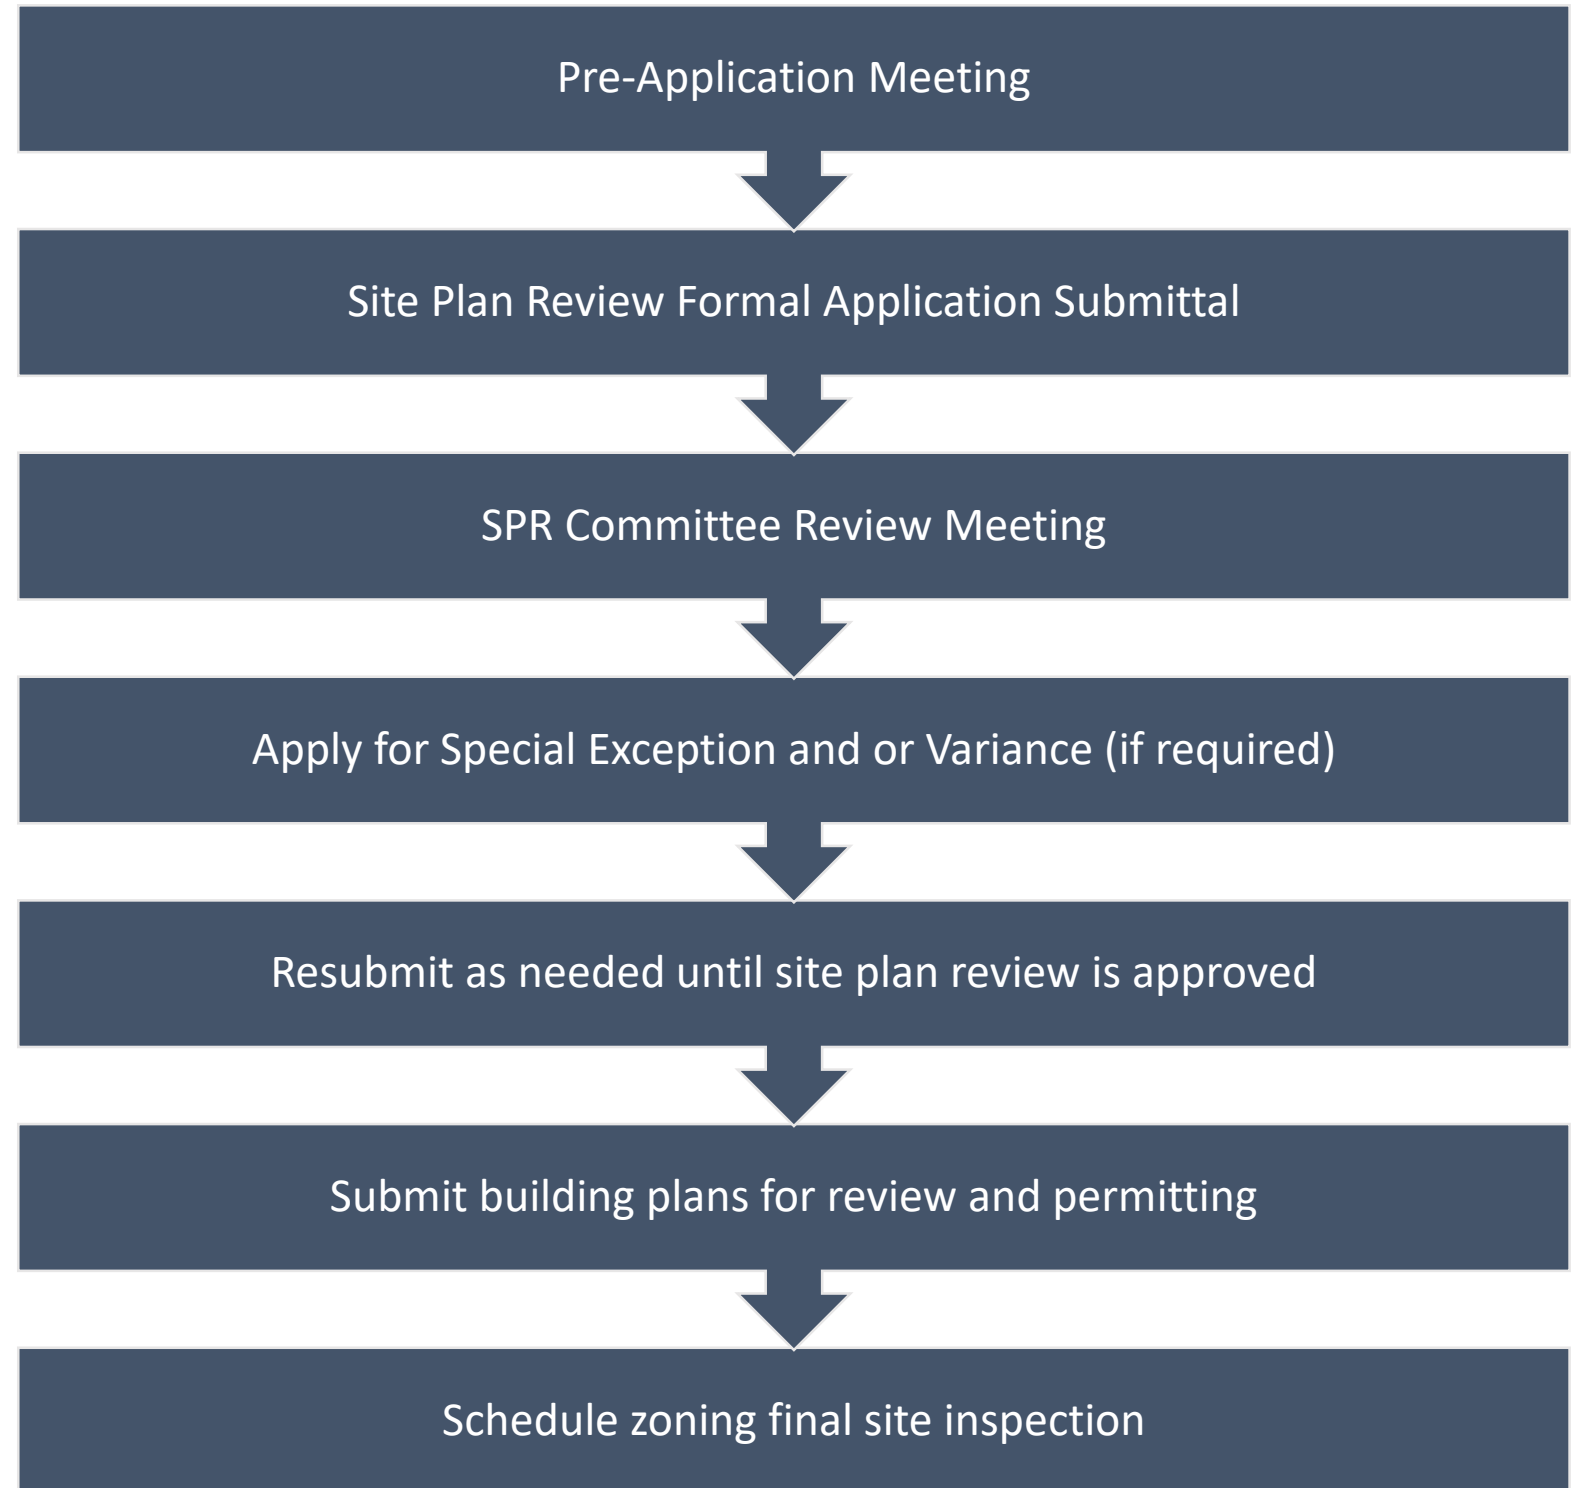 Pre-Application Meeting
Site Plan Review Formal Application Submittal
SPR Committee Review Meeting
Apply for Special Exception and or Variance (if required)
Resubmit as needed until site plan review is approved
Submit building plans for review and permitting
Schedule zoning final site inspection